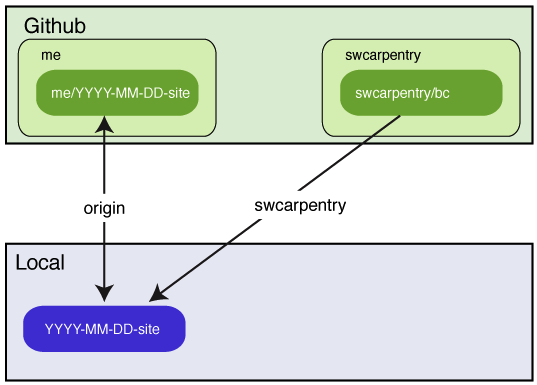 Github
me
swcarpentry
me/YYYY-MM-DD-site
swcarpentry/bc
origin
swcarpentry
Local
YYYY-MM-DD-site